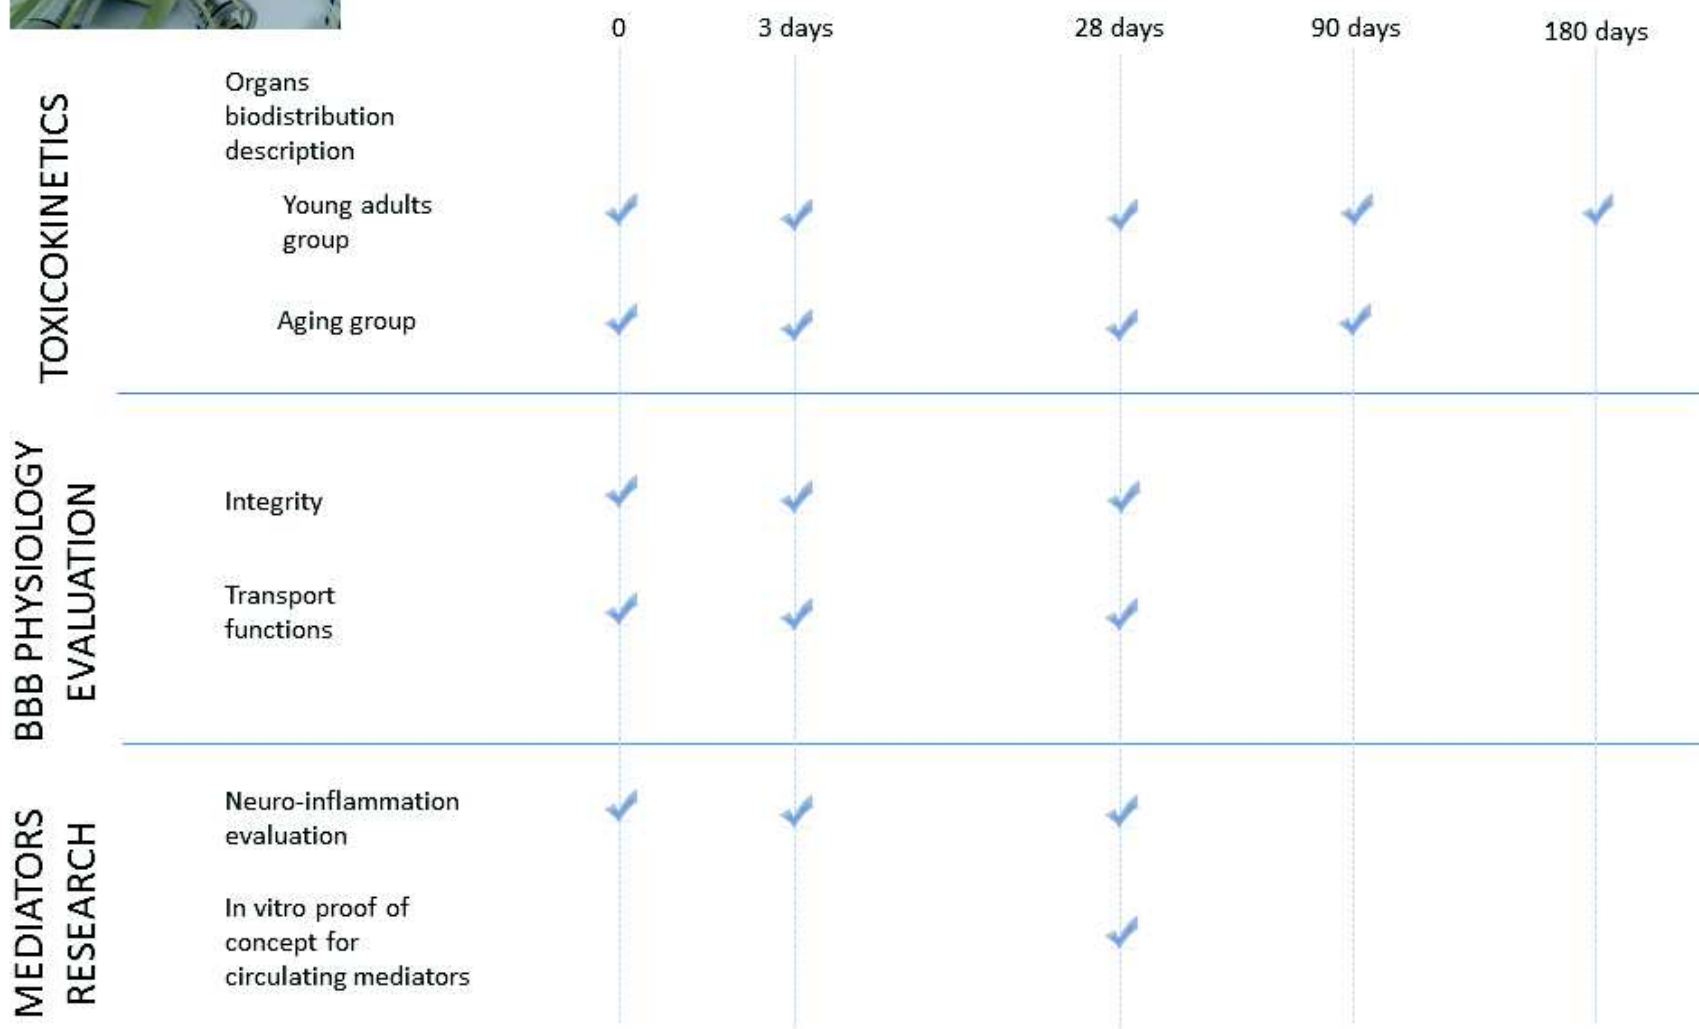 0 3 days 28 days 90 days 180 days
TOXICOKINETICS
Organs
biodistribution
description
Young adults
group
Aging group
BBB PHYSIOLOGY
EVALUATION
Integrity
Transport
functions
MEDIATORS
RESEARCH
Neuro-inflammation
evaluation
In vitro proof of
concept for
circulating mediators